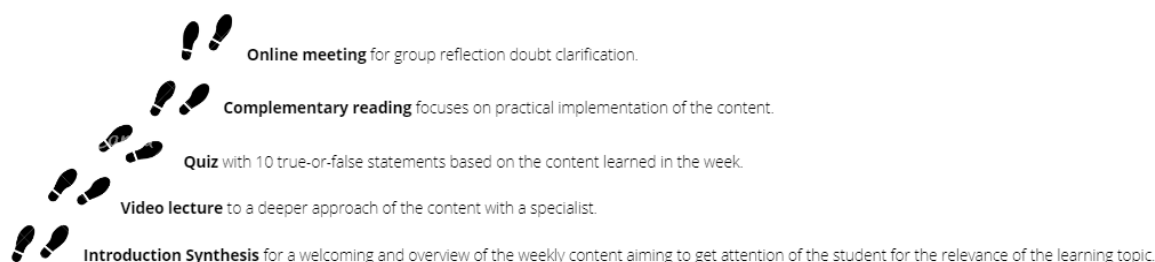 Online meeting for group reflection doubt clarification.
Complementary reading focuses on practical implementation of the content.
Quiz with 10 true-or-false statements based on the content learned in the week.
Video lecture to a deeper approach of the content with a specialist.
Introduction Synthesis for a welcoming and overview of the weekly content aiming to get attention of the student for the relevance of the learning topic.